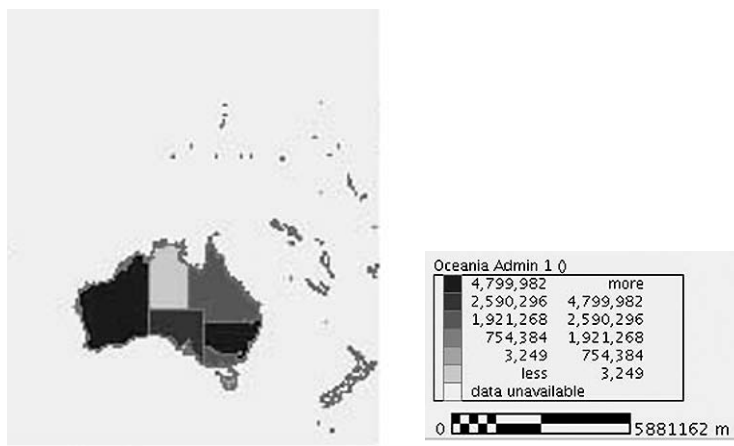 Oceania Admin 1 ()
4,799,982 more
2,590,296 4,799,982
1,921,268 2,590,296
754,384 1,921,268
3,249 754,384
less 3,249
data unavailable
0 5881162 m